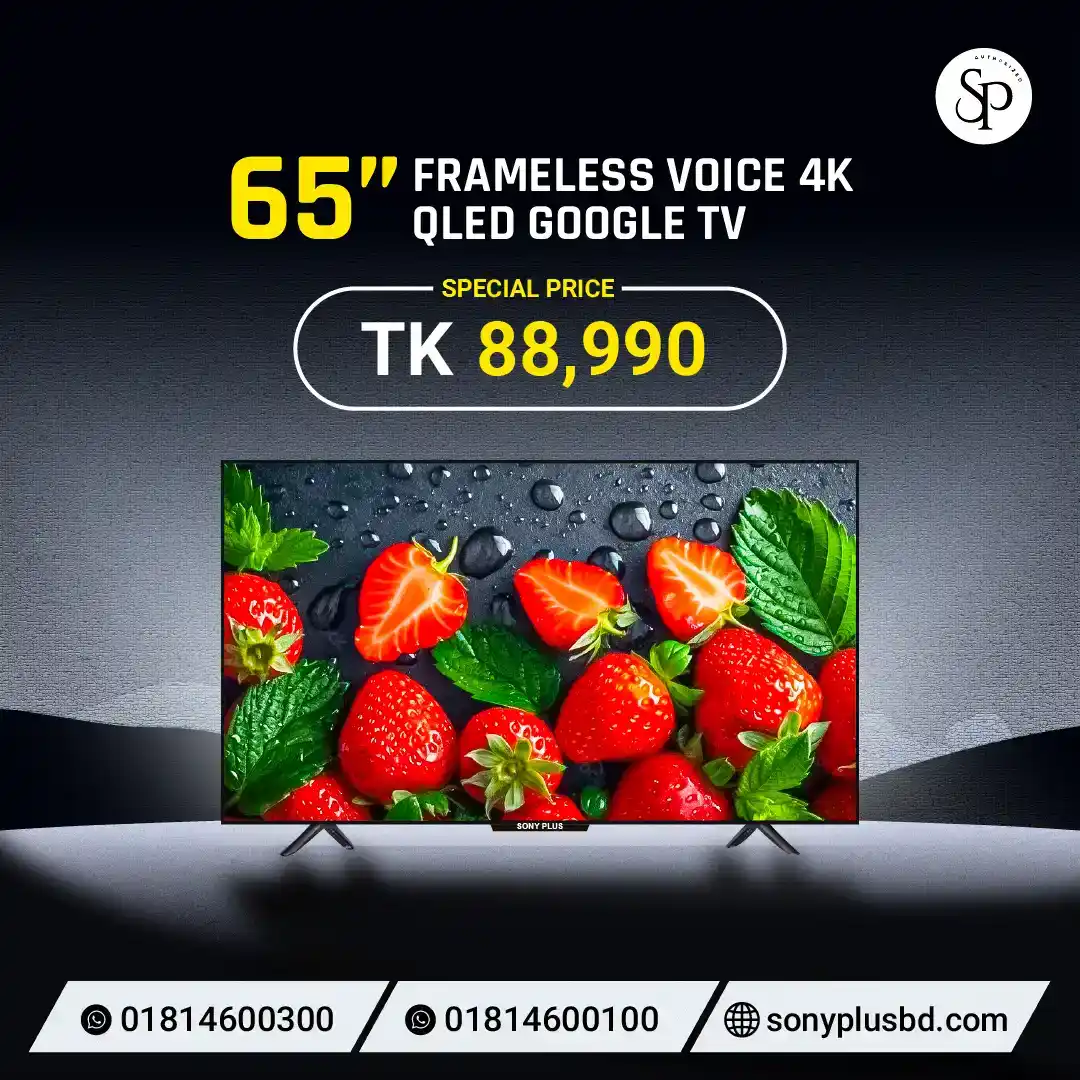 AUTHORIZED
SP
65" FRAMELESS VOICE 4K
QLED GOOGLE TV
SPECIAL PRICE
TK 88,990
SONY PLUS
01814600300
01814600100
sonyplusbd.com